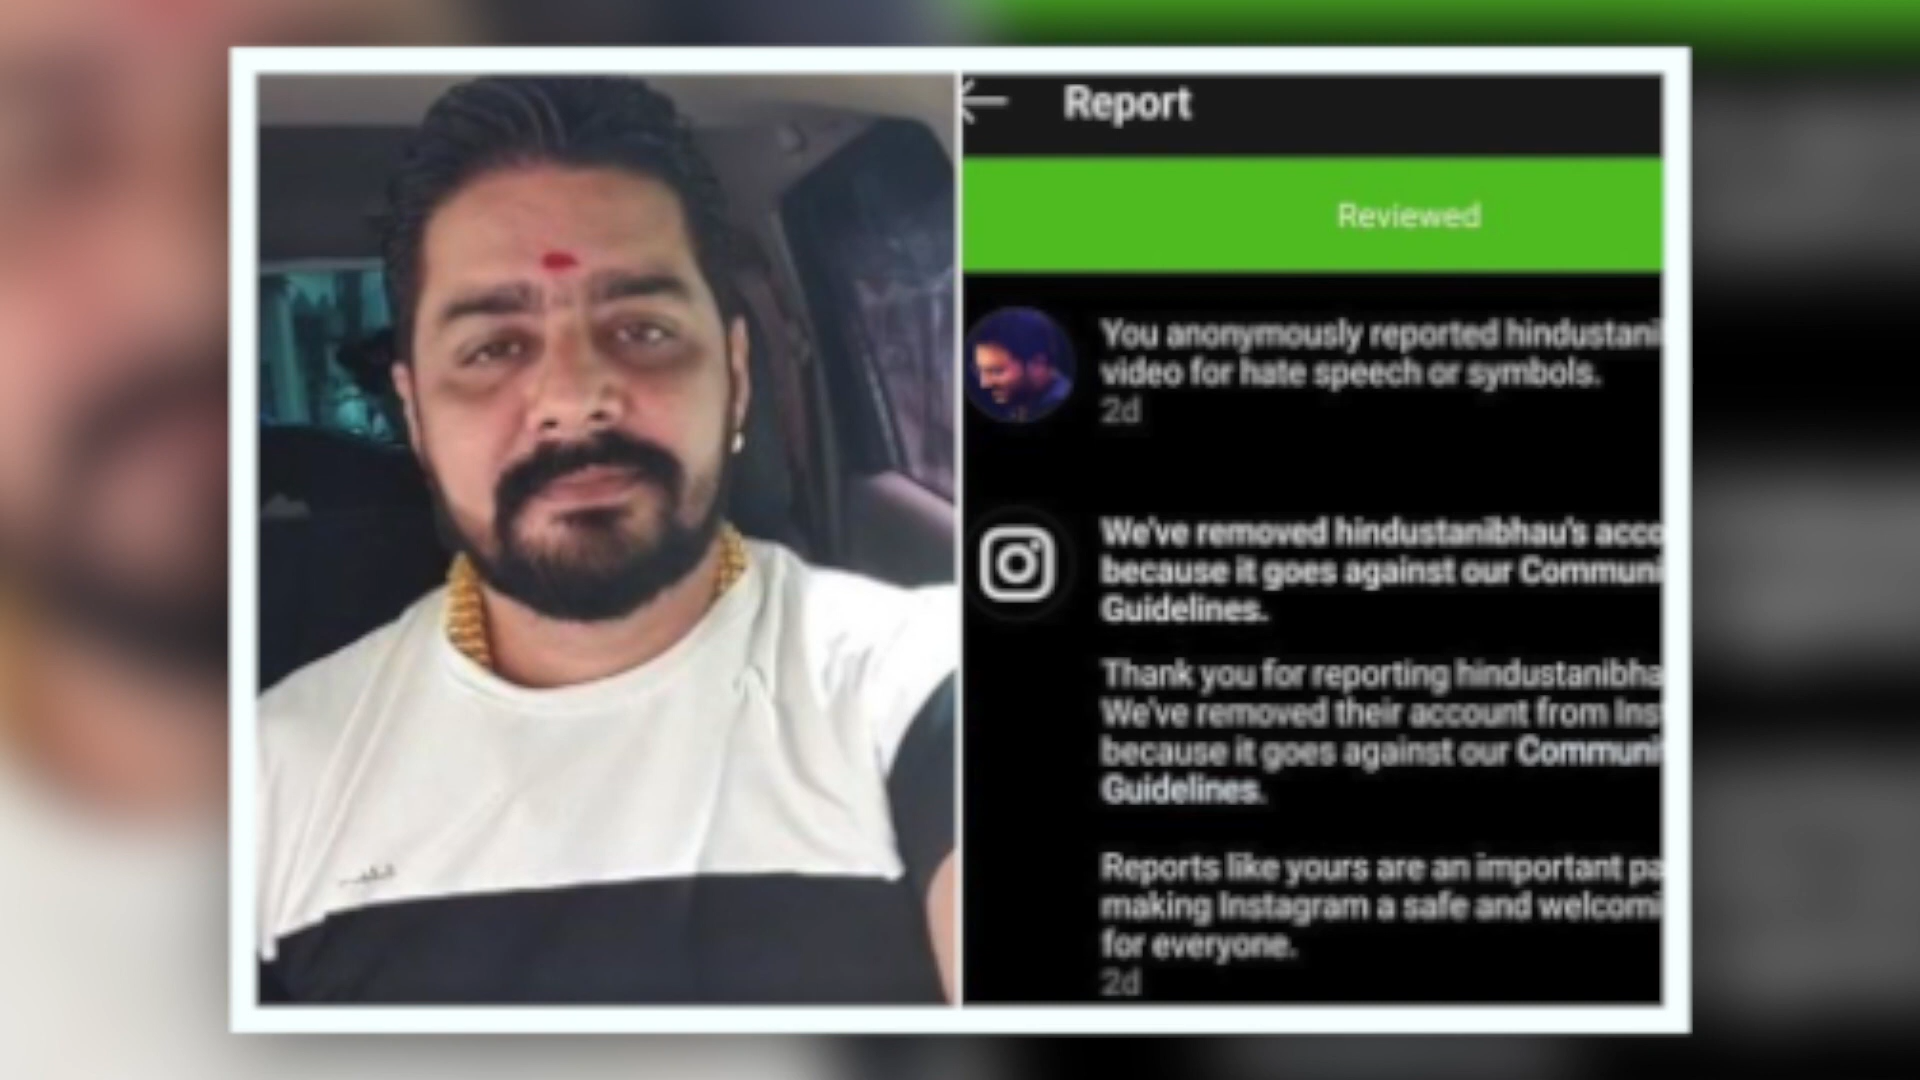 Report
Reviewed
You anonymously reported hindustani
video for hate speech or symbols.
2d
We've removed hindustanibhau's acco
because it goes against our Communi
Guidelines.
Thank you for reporting hindustanibha
We've removed their account from Ins
because it goes against our Communi
Guidelines.
Reports like yours are an important pa
making Instagram a safe and welcomi
for everyone.
2d